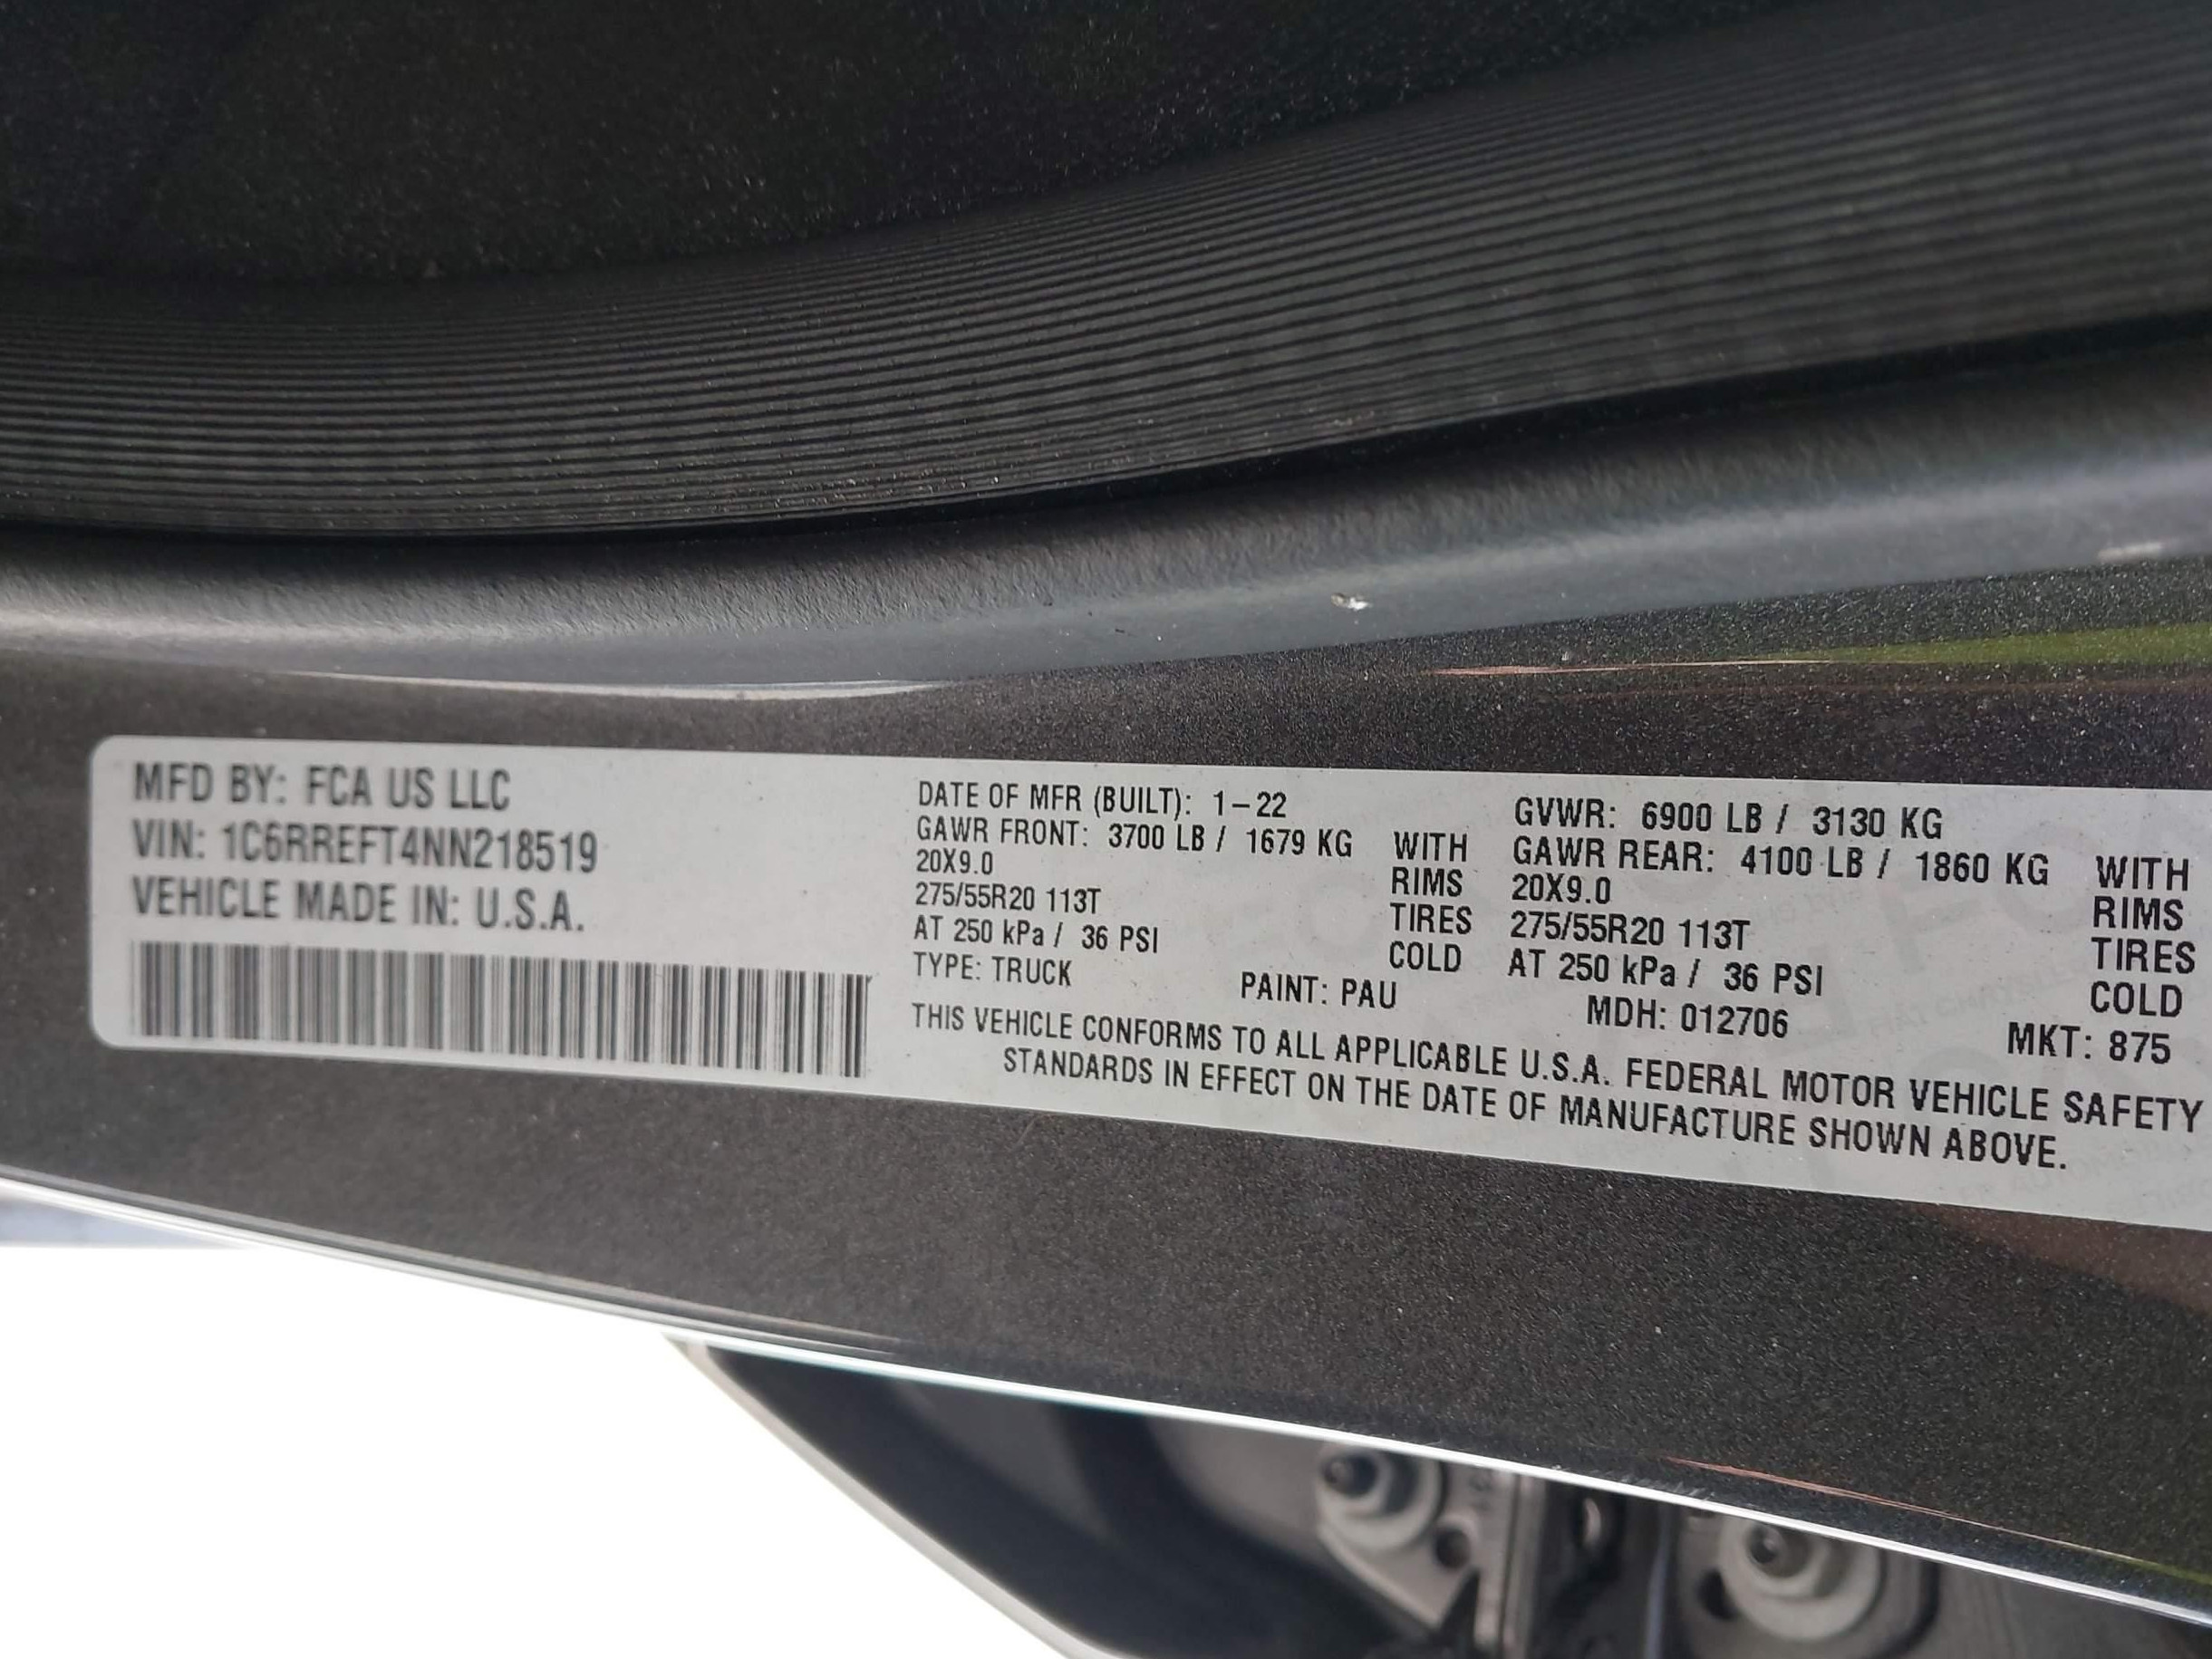 MFD BY: FCA US LLC
VIN: 1C6RREFT4NN218519
VEHICLE MADE IN: U.S.A.
DATE OF MFR (BUILT): 1-22
GAWR FRONT: 3700 LB / 1679 KG WITH
20X9.0 RIMS
275/55R20 113T TIRES
AT 250 kPa / 36 PSI COLD
GVWR: 6900 LB / 3130 KG
GAWR REAR: 4100 LB / 1860 KG WITH
20X9.0 RIMS
275/55R20 113T TIRES
AT 250 kPa / 36 PSI COLD
TYPE: TRUCK PAINT: PAU MDH: 012706 MKT: 875
THIS VEHICLE CONFORMS TO ALL APPLICABLE U.S.A. FEDERAL MOTOR VEHICLE SAFETY
STANDARDS IN EFFECT ON THE DATE OF MANUFACTURE SHOWN ABOVE.